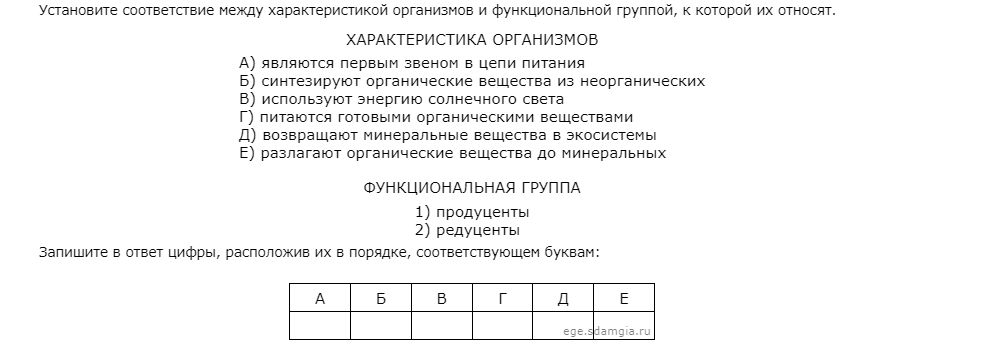 Установите соответствие между характеристикой организмов и функциональной группой, к которой их относят.
ХАРАКТЕРИСТИКА ОРГАНИЗМОВ
А) являются первым звеном в цепи питания
Б) синтезируют органические вещества из неорганических
В) используют энергию солнечного света
Г) питаются готовыми органическими веществами
Д) возвращают минеральные вещества в экосистемы
Е) разлагают органические вещества до минеральных
ФУНКЦИОНАЛЬНАЯ ГРУППА
1) продуценты
2) редуценты
Запишите в ответ цифры, расположив их в порядке, соответствующем буквам:
А Б В Г Д Е
ege.sdamgia.ru